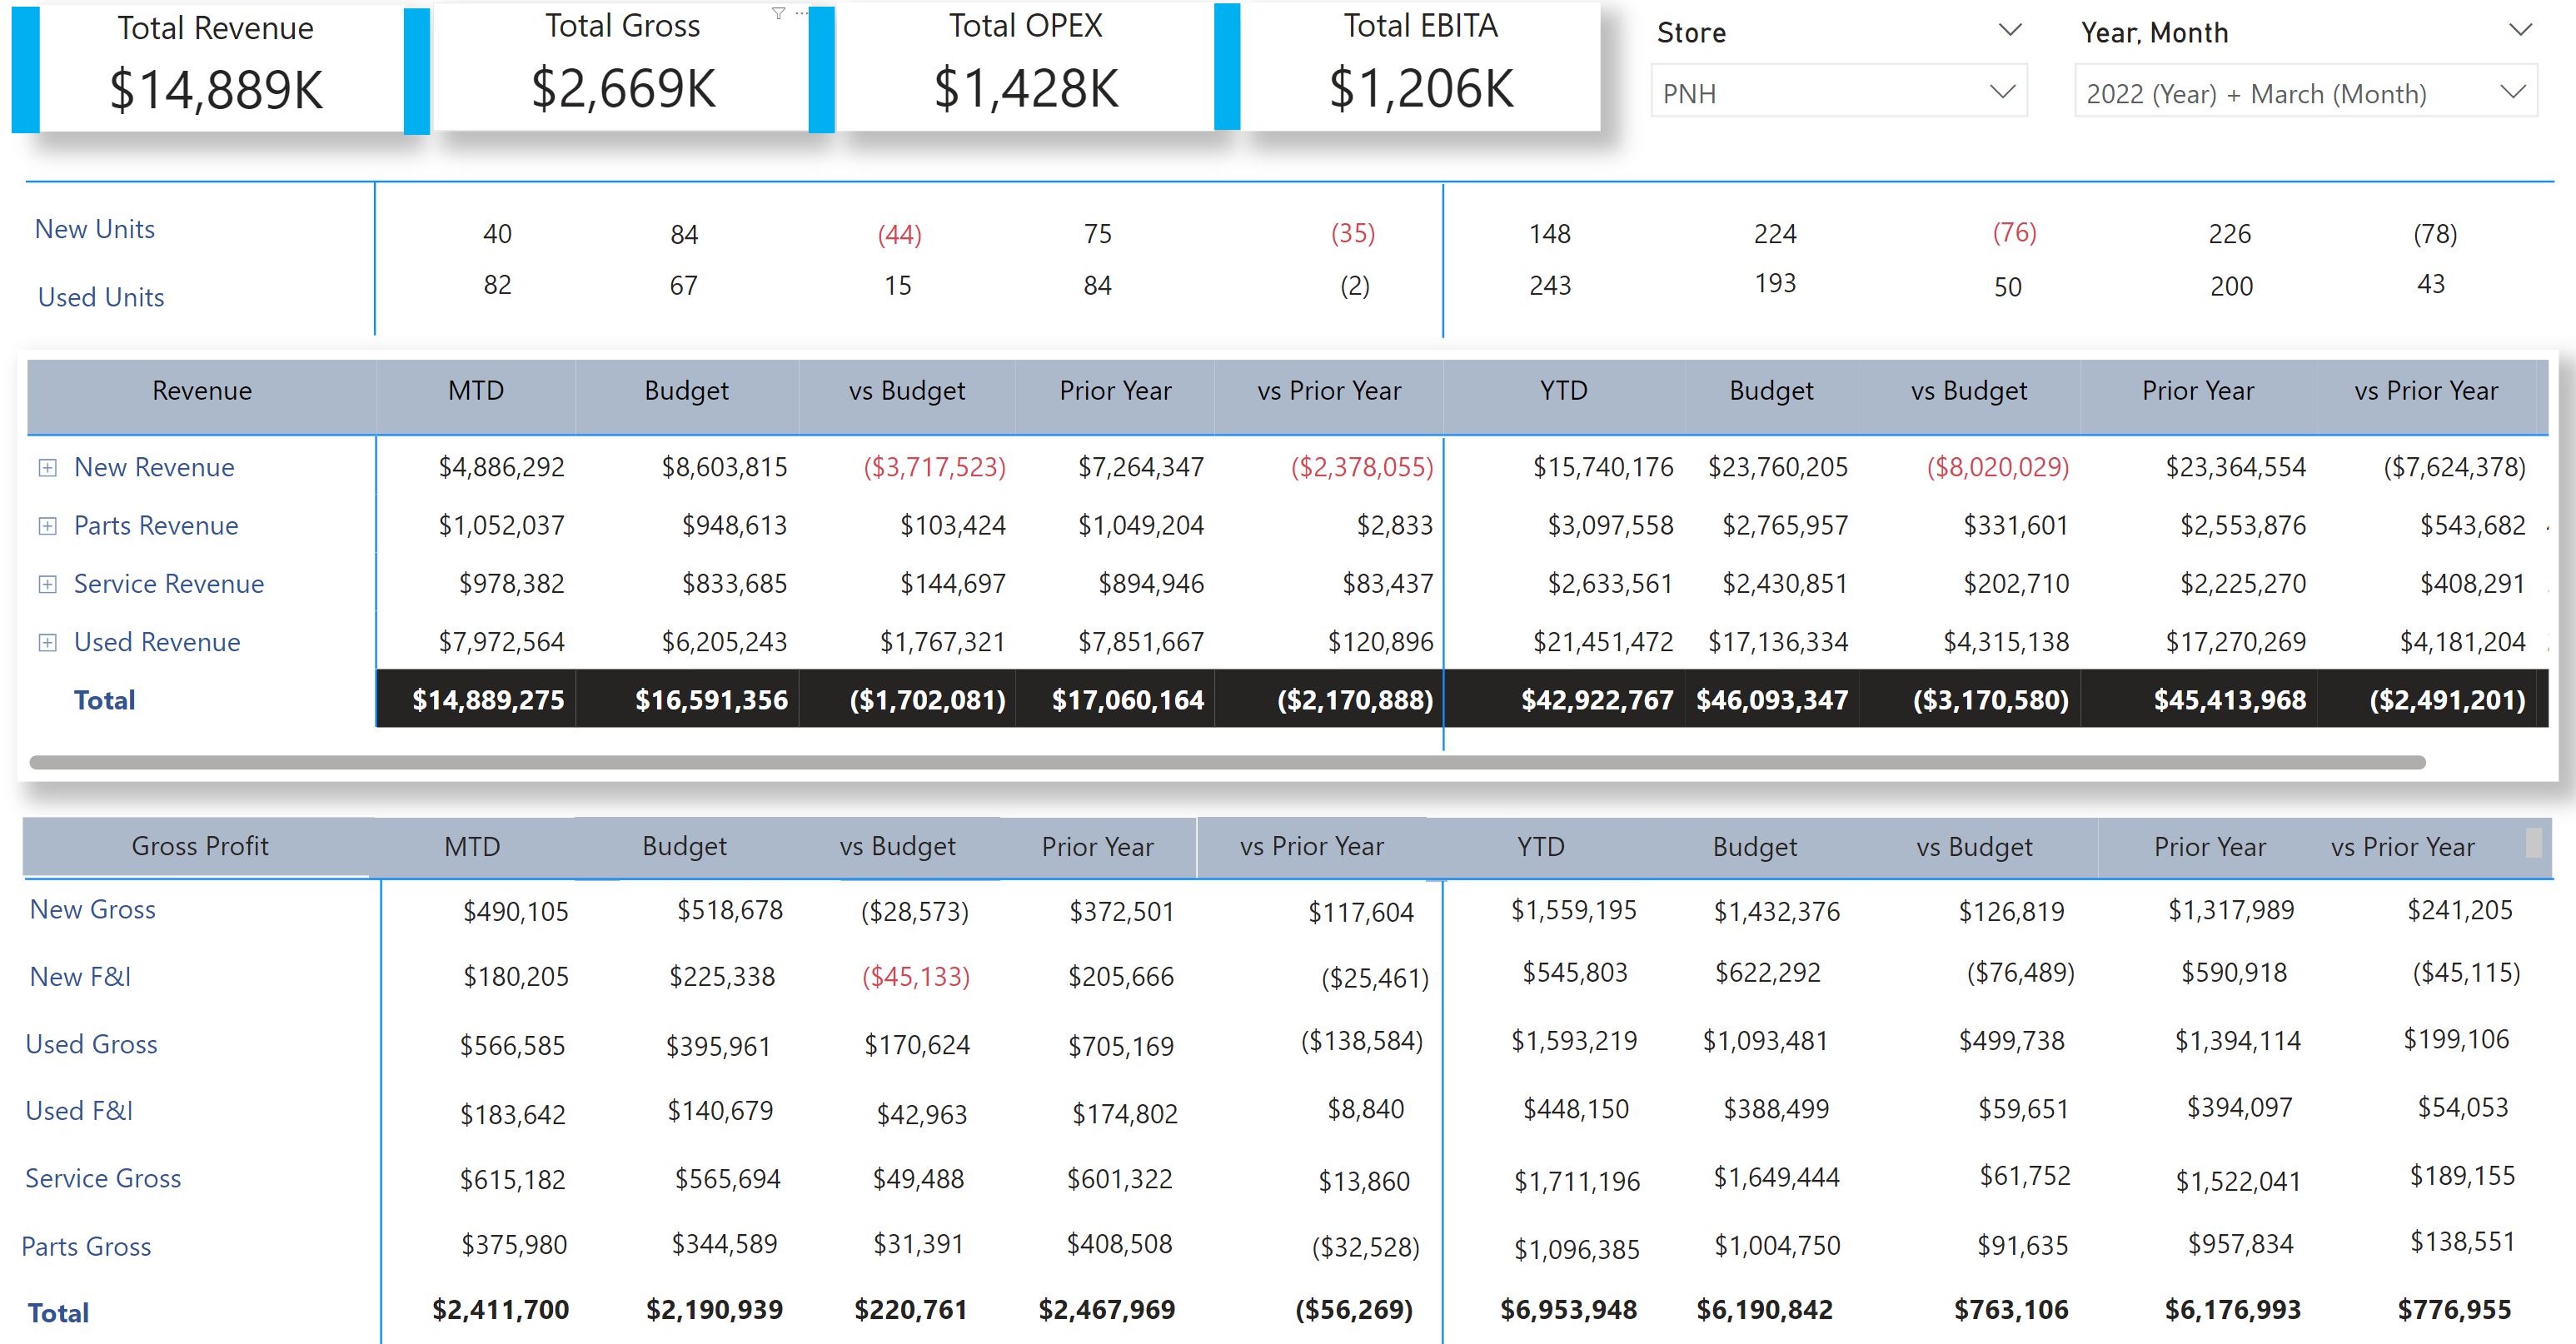 Total Revenue Total Gross Total OPEX Total EBITA Store Year, Month
$14,889K $2,669K $1,428K $1,206K PNH 2022 (Year) + March (Month)
New Units 40 84 (44) 75 (35) 148 224 (76) 226 (78)
Used Units 82 67 15 84 (2) 243 193 50 200 43
Revenue MTD Budget vs Budget Prior Year vs Prior Year YTD Budget vs Budget Prior Year vs Prior Year
New Revenue $4,886,292 $8,603,815 ($3,717,523) $7,264,347 ($2,378,055) $15,740,176 $23,760,205 ($8,020,029) $23,364,554 ($7,624,378)
Parts Revenue $1,052,037 $948,613 $103,424 $1,049,204 $2,833 $3,097,558 $2,765,957 $331,601 $2,553,876 $543,682
Service Revenue $978,382 $833,685 $144,697 $894,946 $83,437 $2,633,561 $2,430,851 $202,710 $2,225,270 $408,291
Used Revenue $7,972,564 $6,205,243 $1,767,321 $7,851,667 $120,896 $21,451,472 $17,136,334 $4,315,138 $17,270,269 $4,181,204
Total $14,889,275 $16,591,356 ($1,702,081) $17,060,164 ($2,170,888) $42,922,767 $46,093,347 ($3,170,580) $45,413,968 ($2,491,201)
Gross Profit MTD Budget vs Budget Prior Year vs Prior Year YTD Budget vs Budget Prior Year vs Prior Year
New Gross $490,105 $518,678 ($28,573) $372,501 $117,604 $1,559,195 $1,432,376 $126,819 $1,317,989 $241,205
New F&I $180,205 $225,338 ($45,133) $205,666 ($25,461) $545,803 $622,292 ($76,489) $590,918 ($45,115)
Used Gross $566,585 $395,961 $170,624 $705,169 ($138,584) $1,593,219 $1,093,481 $499,738 $1,394,114 $199,106
Used F&I $183,642 $140,679 $42,963 $174,802 $8,840 $448,150 $388,499 $59,651 $394,097 $54,053
Service Gross $615,182 $565,694 $49,488 $601,322 $13,860 $1,711,196 $1,649,444 $61,752 $1,522,041 $189,155
Parts Gross $375,980 $344,589 $31,391 $408,508 ($32,528) $1,096,385 $1,004,750 $91,635 $957,834 $138,551
Total $2,411,700 $2,190,939 $220,761 $2,467,969 ($56,269) $6,953,948 $6,190,842 $763,106 $6,176,993 $776,955